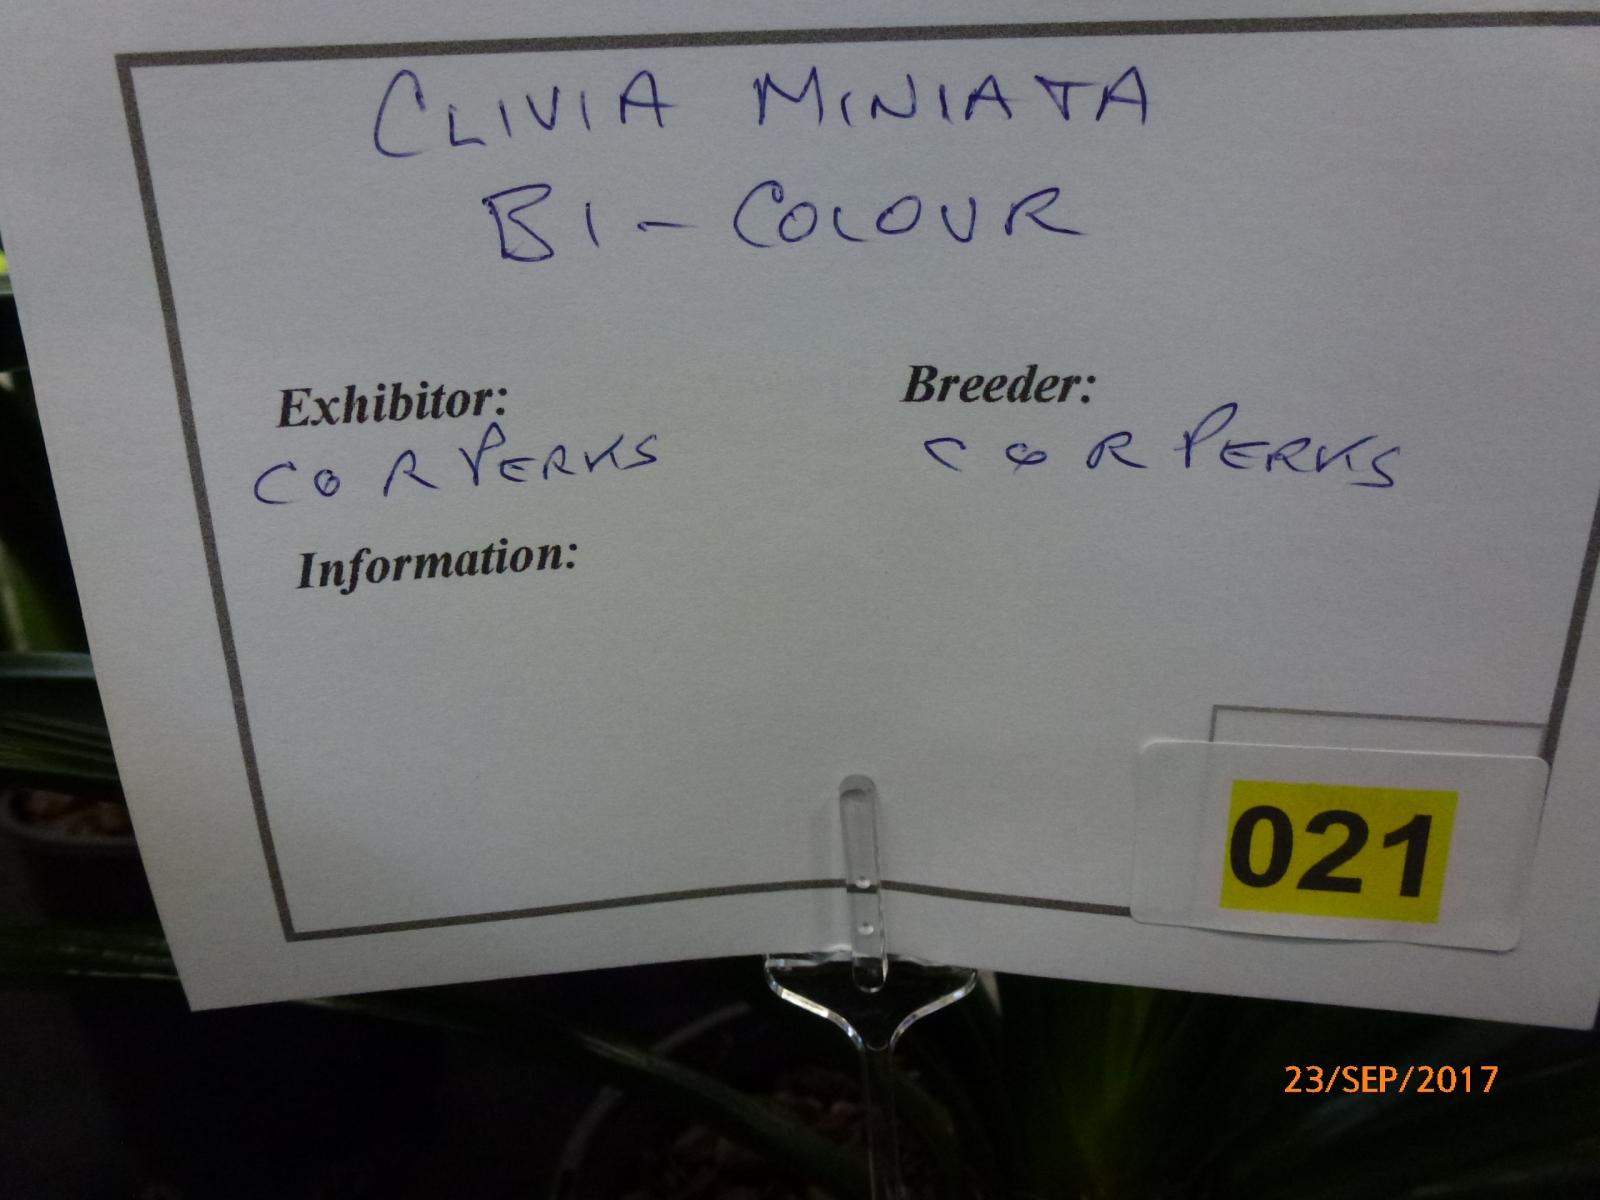 CLIVIA MINIATA
BI-COLOUR
Exhibitor: Breeder:
C & R PERKS C & R PERKS
Information:
021
23/SEP/2017